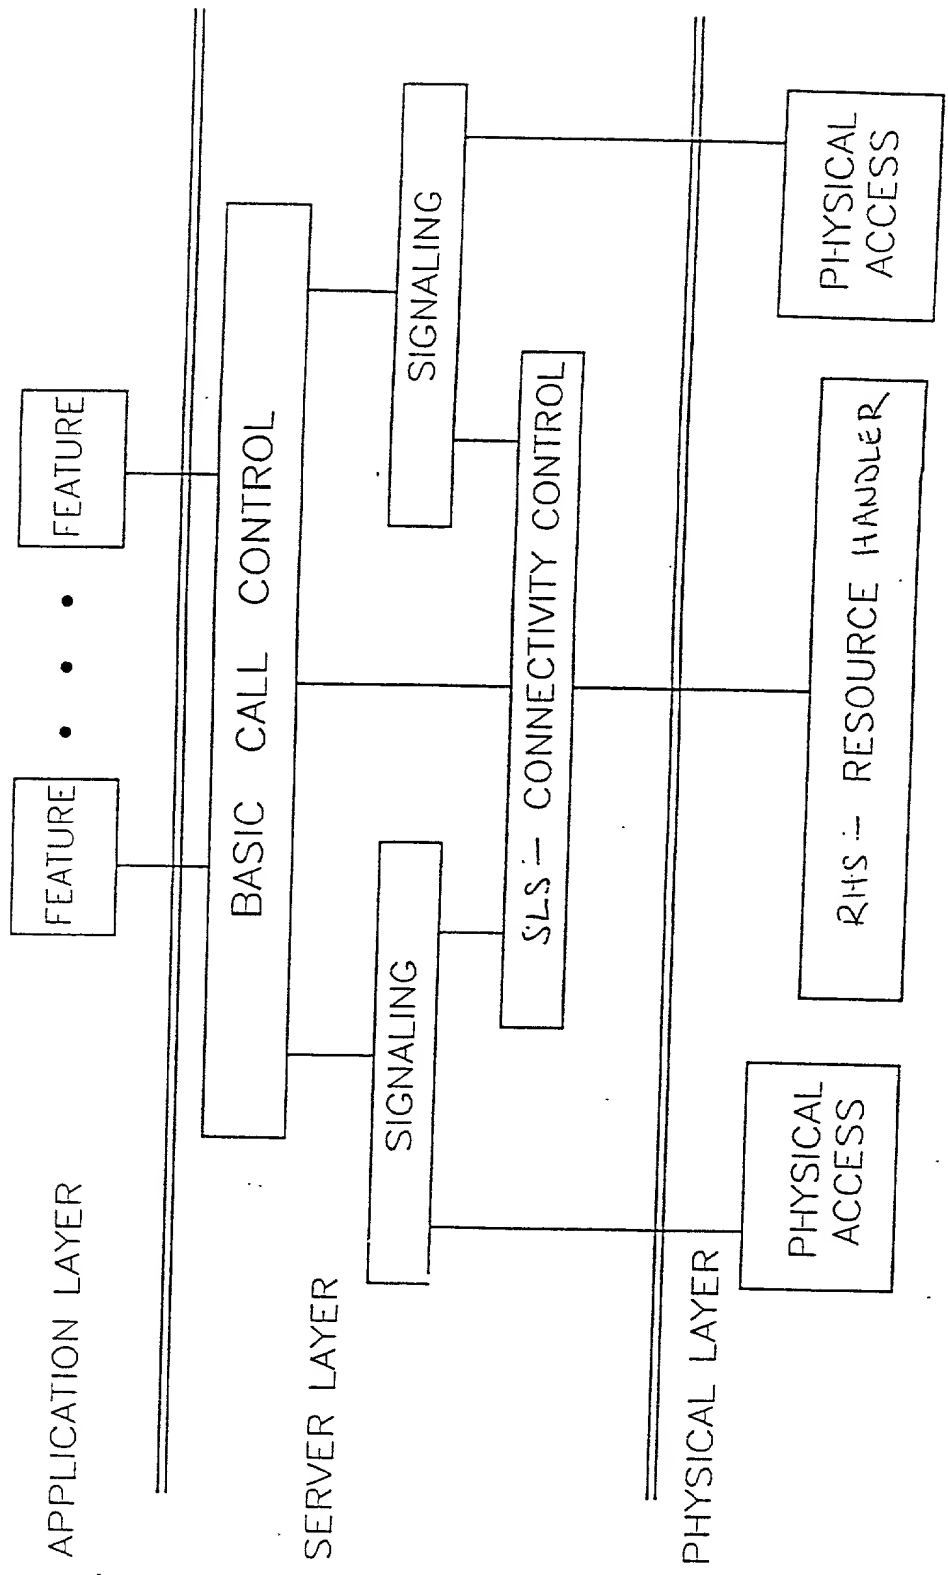 APPLICATION LAYER
FEATURE
FEATURE
BASIC CALL CONTROL
SERVER LAYER
SIGNALING
SIGNALING
SLS :- CONNECTIVITY CONTROL
PHYSICAL LAYER
PHYSICAL
ACCESS
RHS :- RESOURCE HANDLER
PHYSICAL
ACCESS